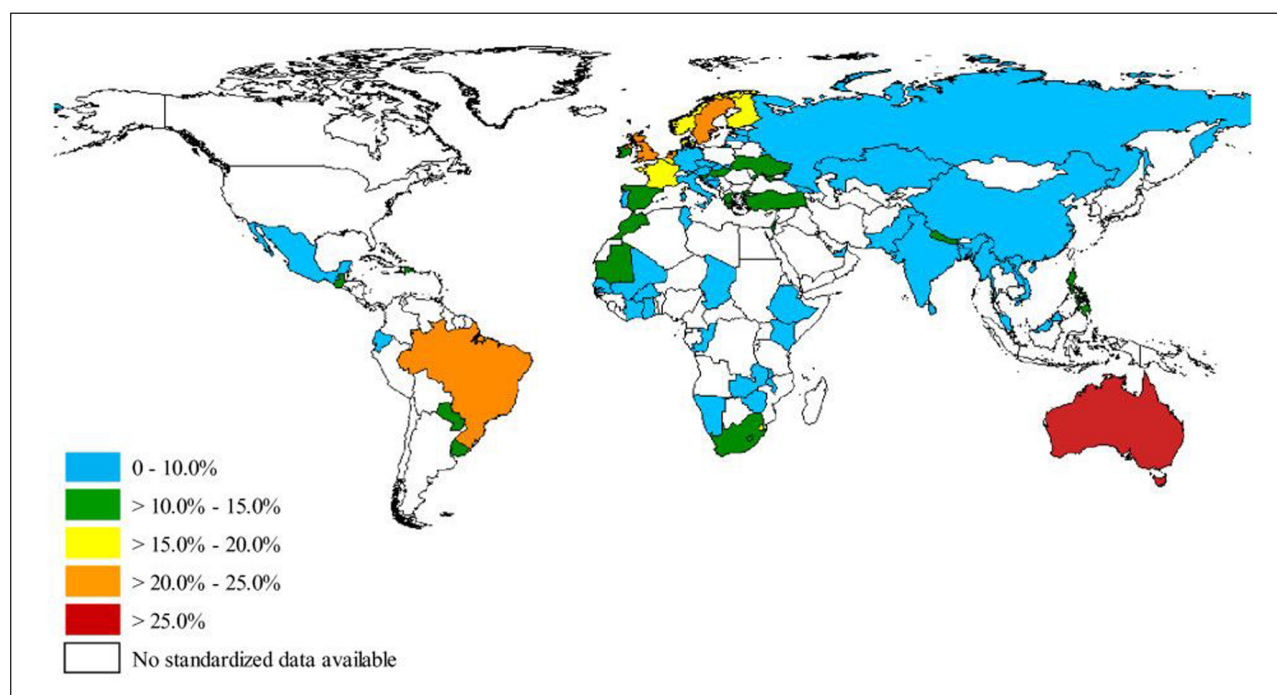 0 - 10.0%
> 10.0% - 15.0%
> 15.0% - 20.0%
> 20.0% - 25.0%
> 25.0%
No standardized data available